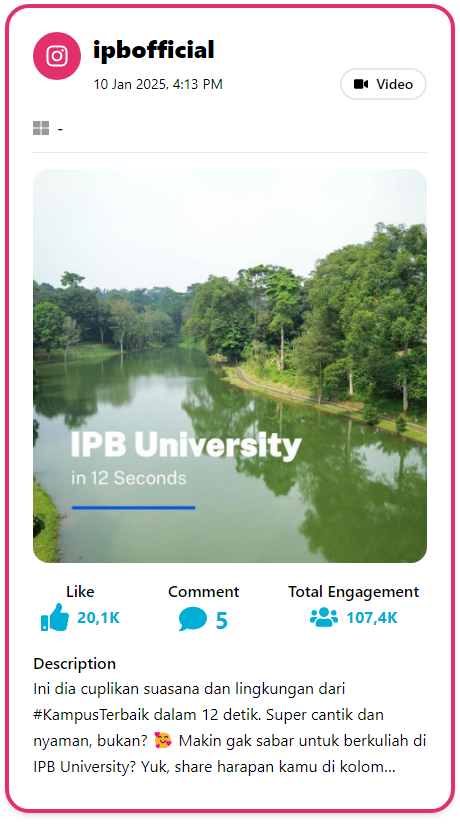 ipbofficial
10 Jan 2025, 4:13 PM
Video
-
IPB University
in 12 Seconds
Like
Comment
Total Engagement
20,1K
5
107,4K
Description
Ini dia cuplikan suasana dan lingkungan dari
#KampusTerbaik dalam 12 detik. Super cantik dan
nyaman, bukan? 🥰 Makin gak sabar untuk berkuliah di
IPB University? Yuk, share harapan kamu di kolom...